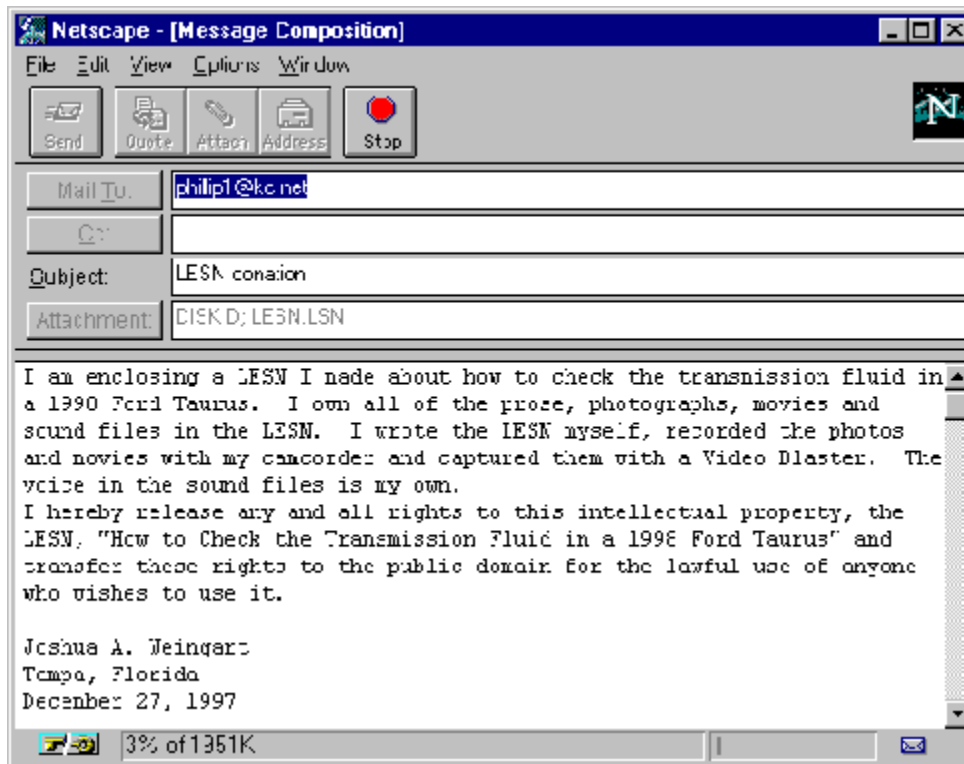 Netscape - [Message Composition]
File Edit View Options Window
Send Quote Attach Address Stop
N
Mail To: philip1@kc.net
Cc:
Subject: LESN donation
Attachment: DISK D; LESN.LSN
I am enclosing a LESN I made about how to check the transmission fluid in
a 1990 Ford Taurus. I own all of the prose, photographs, movies and
sound files in the LESN. I wrote the LESN myself, recorded the photos
and movies with my camcorder and captured them with a Video Blaster. The
voice in the sound files is my own.
I hereby release any and all rights to this intellectual property, the
LESN, "How to Check the Transmission Fluid in a 1998 Ford Taurus" and
transfer these rights to the public domain for the lawful use of anyone
who wishes to use it.
Joshua A. Weingart
Tampa, Florida
December 27, 1997
3% of 1951K